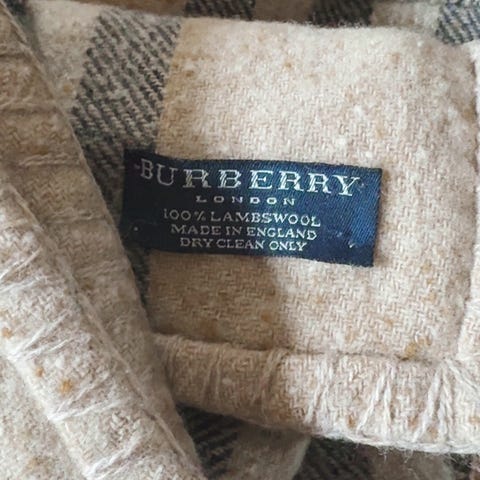 BURBERRY
LONDON
100% LAMBSWOOL
MADE IN ENGLAND
DRY CLEAN ONLY